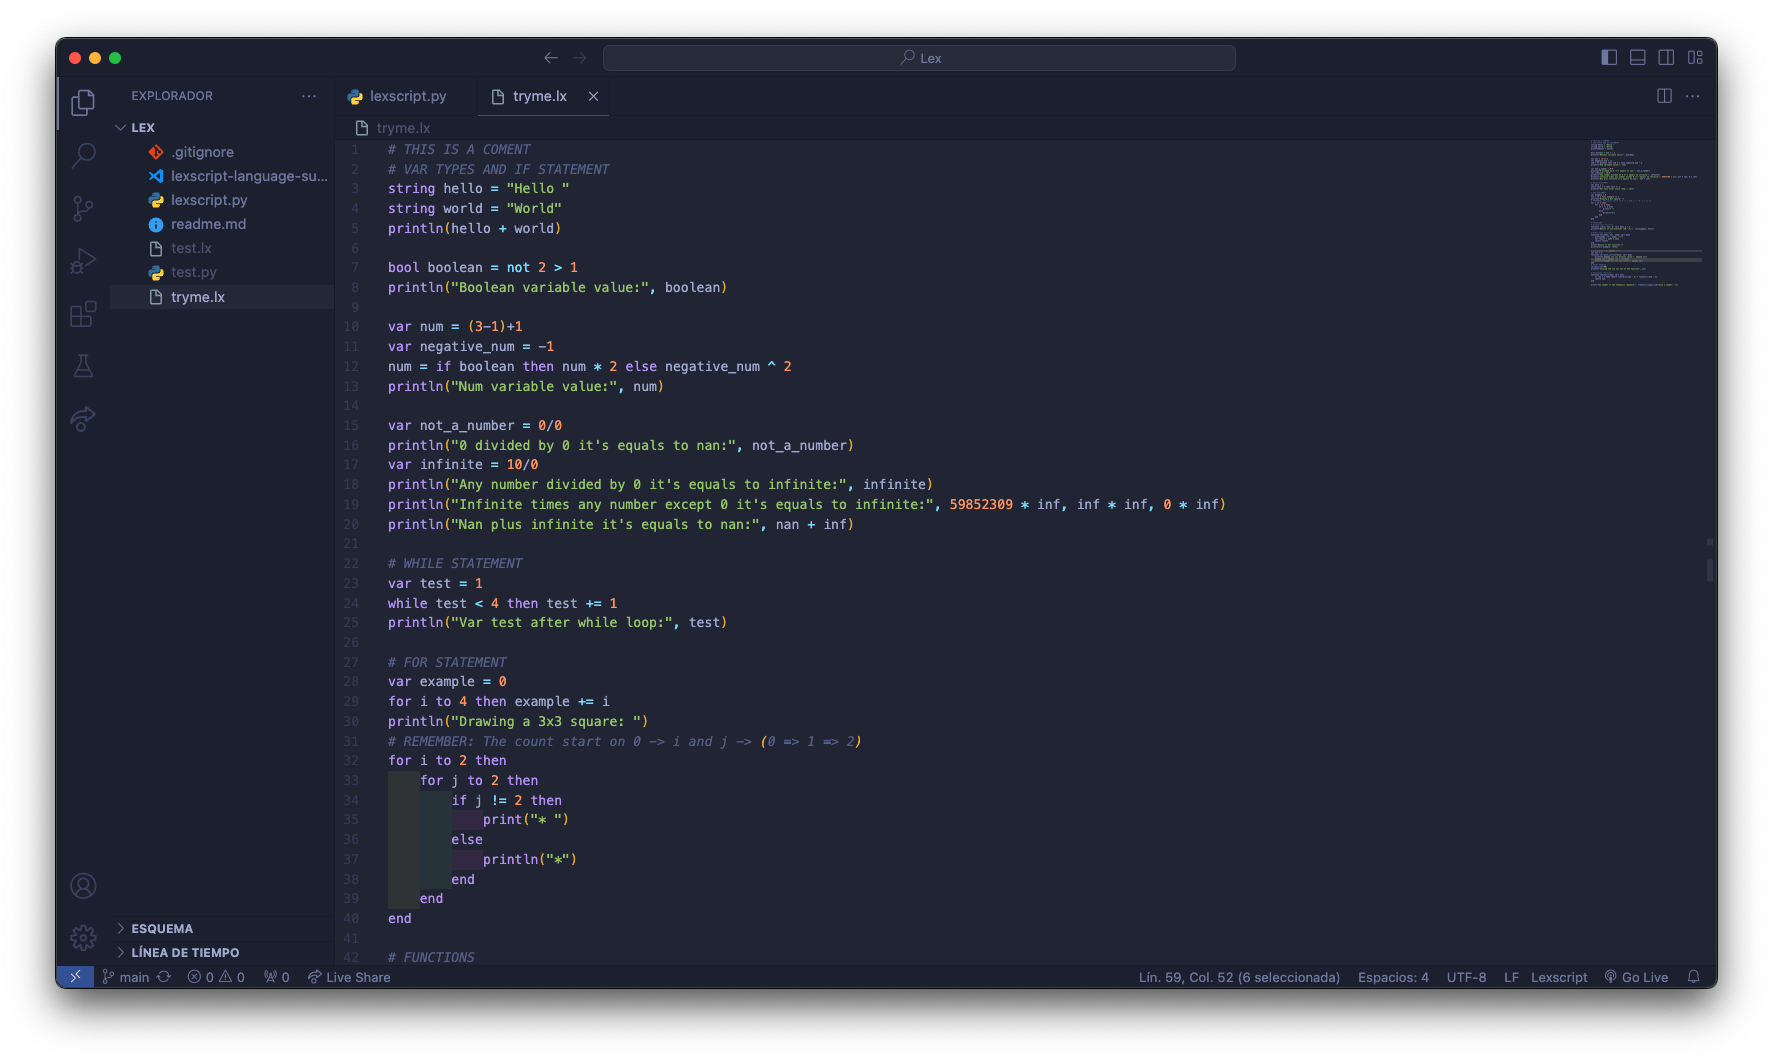 Lex
EXPLORADOR
lexscript.py
tryme.lx
LEX
tryme.lx
.gitignore
lexscript-language-su...
lexscript.py
readme.md
test.lx
test.py
tryme.lx
1 # THIS IS A COMENT
2 # VAR TYPES AND IF STATEMENT
3 string hello = "Hello "
4 string world = "World"
5 println(hello + world)
6
7 bool boolean = not 2 > 1
8 println("Boolean variable value:", boolean)
9
10 var num = (3-1)+1
11 var negative_num = -1
12 num = if boolean then num * 2 else negative_num ^ 2
13 println("Num variable value:", num)
14
15 var not_a_number = 0/0
16 println("0 divided by 0 it's equals to nan:", not_a_number)
17 var infinite = 10/0
18 println("Any number divided by 0 it's equals to infinite:", infinite)
19 println("Infinite times any number except 0 it's equals to infinite:", 59852309 * inf, inf * inf, 0 * inf)
20 println("Nan plus infinite it's equals to nan:", nan + inf)
21
22 # WHILE STATEMENT
23 var test = 1
24 while test < 4 then test += 1
25 println("Var test after while loop:", test)
26
27 # FOR STATEMENT
28 var example = 0
29 for i to 4 then example += i
30 println("Drawing a 3x3 square: ")
31 # REMEMBER: The count start on 0 -> i and j -> (0 => 1 => 2)
32 for i to 2 then
33 for j to 2 then
34 if j != 2 then
35 print("* ")
36 else
37 println("*")
38 end
39 end
40 end
41
42 # FUNCTIONS
ESQUEMA
LÍNEA DE TIEMPO
main 0 0 0 Live Share
Lín. 59, Col. 52 (6 seleccionada) Espacios: 4 UTF-8 LF Lexscript Go Live